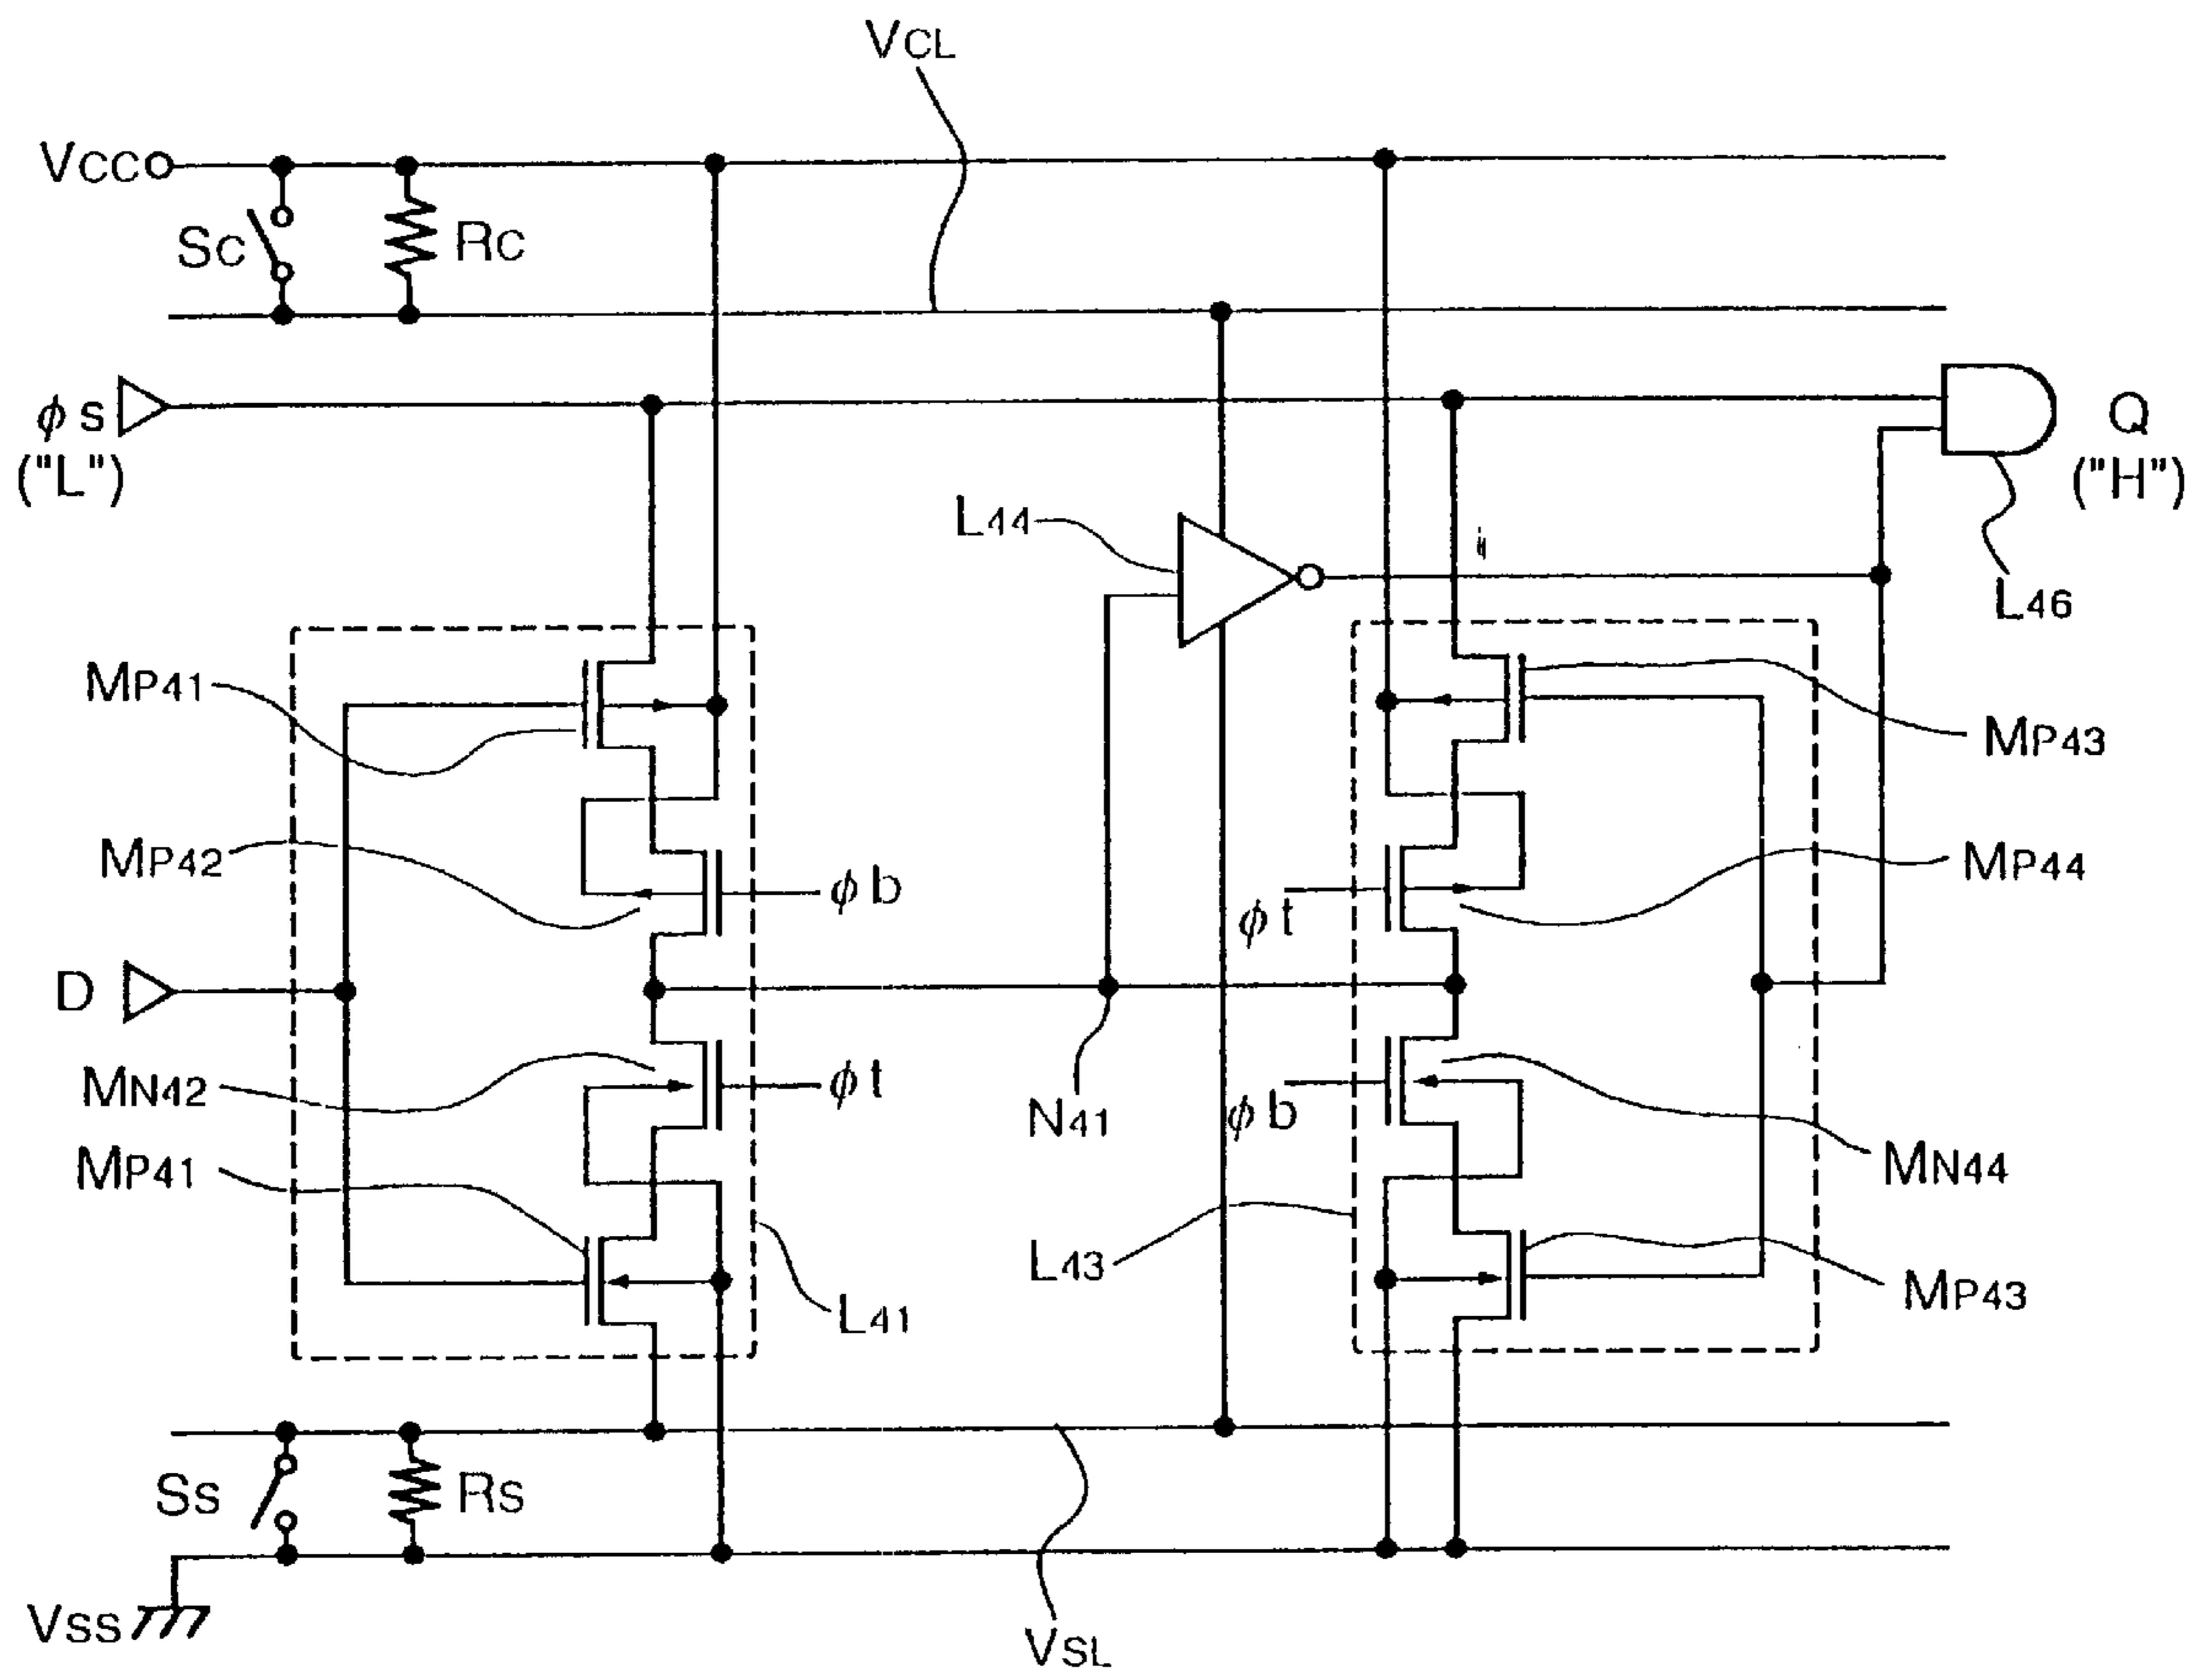 VCL
VCC
SC
RC
φs
("L")
Q
("H")
L44
L46
MP41
MP43
MP42
φb
φt
MP44
D
MN42
φt
N41
φb
MP41
MN44
L43
L41
MP43
SS
RS
VSS
VSL